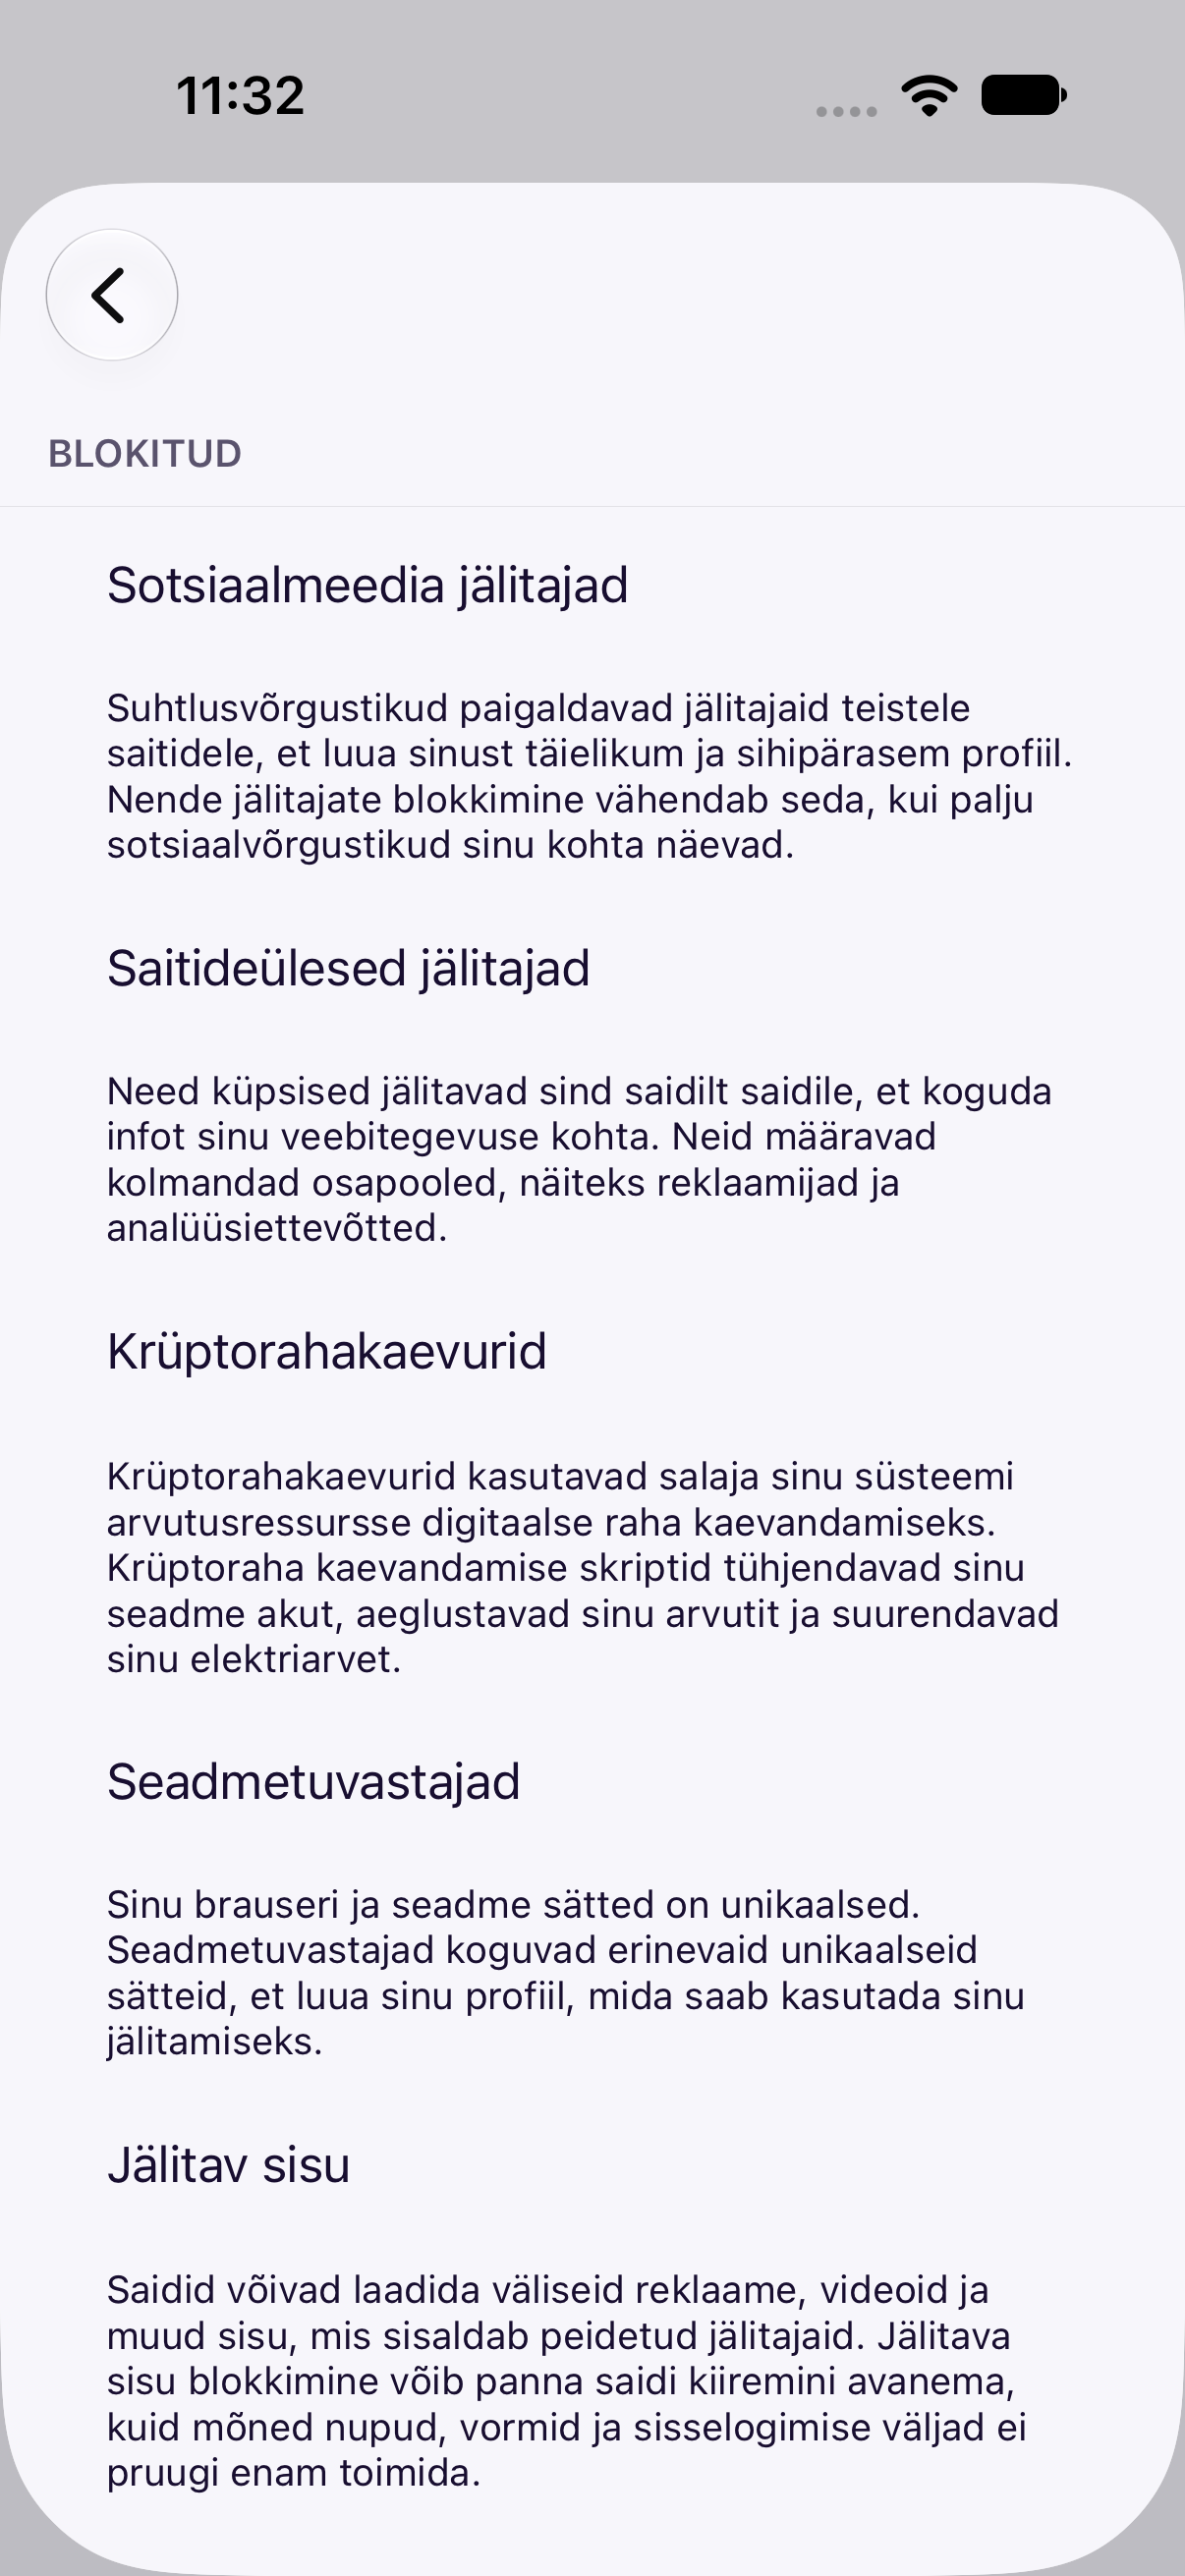 11:32
BLOKITUD
Sotsiaalmeedia jälitajad
Suhtlusvõrgustikud paigaldavad jälitajaid teistele
saitidele, et luua sinust täielikum ja sihipärasem profiil.
Nende jälitajate blokkimine vähendab seda, kui palju
sotsiaalvõrgustikud sinu kohta näevad.
Saitideülesed jälitajad
Need küpsised jälitavad sind saidilt saidile, et koguda
infot sinu veebitegevuse kohta. Neid määravad
kolmandad osapooled, näiteks reklaamijad ja
analüüsiettevõtted.
Krüptorahakaevurid
Krüptorahakaevurid kasutavad salaja sinu süsteemi
arvutusressursse digitaalse raha kaevandamiseks.
Krüptoraha kaevandamise skriptid tühjendavad sinu
seadme akut, aeglustavad sinu arvutit ja suurendavad
sinu elektriarvet.
Seadmetuvastajad
Sinu brauseri ja seadme sätted on unikaalsed.
Seadmetuvastajad koguvad erinevaid unikaalseid
sätteid, et luua sinu profiil, mida saab kasutada sinu
jälitamiseks.
Jälitav sisu
Saidid võivad laadida väliseid reklaame, videoid ja
muud sisu, mis sisaldab peidetud jälitajaid. Jälitava
sisu blokkimine võib panna saidi kiiremini avanema,
kuid mõned nupud, vormid ja sisselogimise väljad ei
pruugi enam toimida.